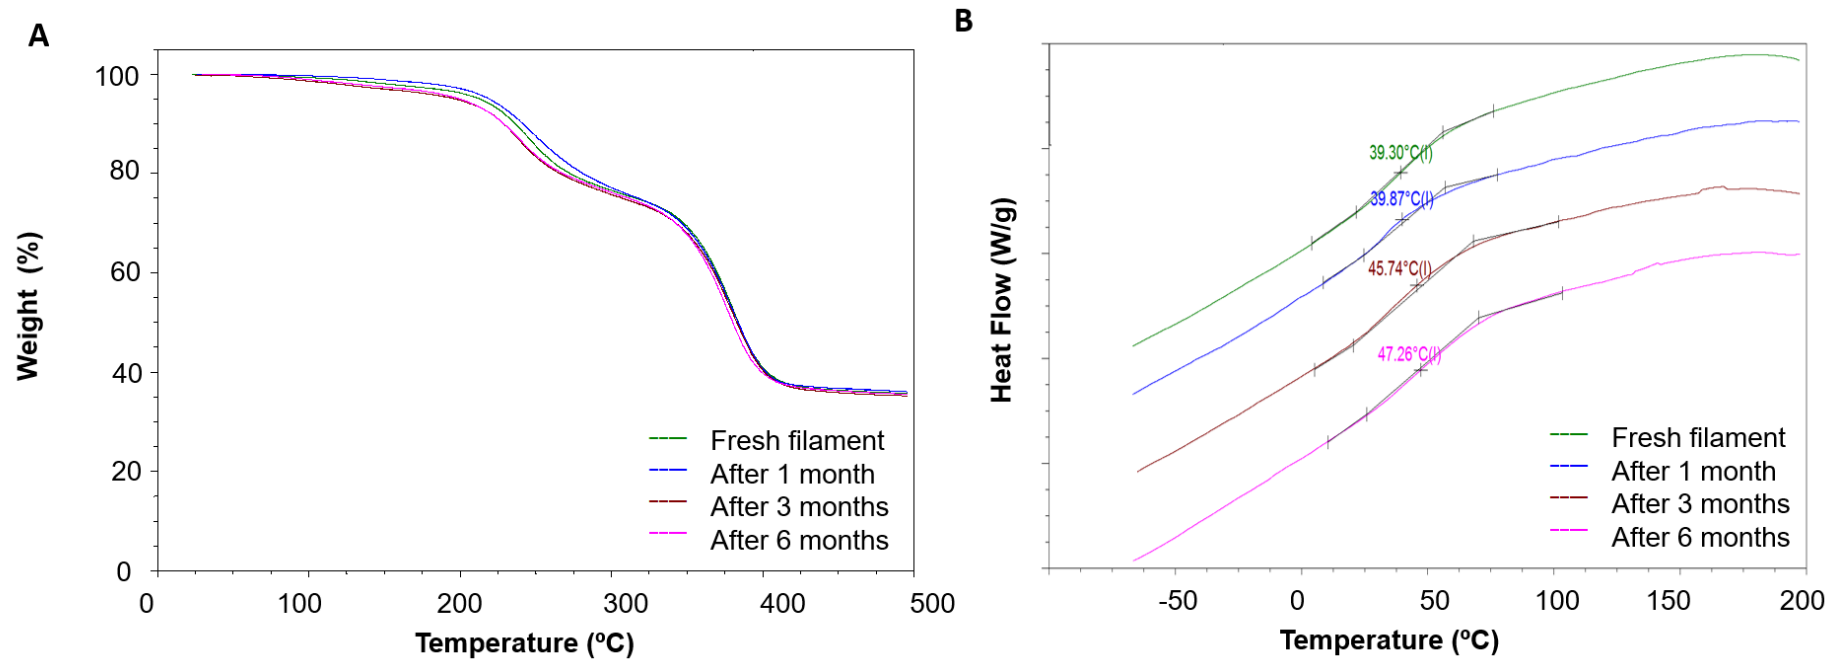 A
100
80
60
40
20
0
Weight (%)
0 100 200 300 400 500
Temperature (ºC)
Fresh filament
After 1 month
After 3 months
After 6 months
B
Heat Flow (W/g)
39.30°C(I)
39.87°C(I)
45.74°C(I)
47.26°C(I)
Fresh filament
After 1 month
After 3 months
After 6 months
-50 0 50 100 150 200
Temperature (ºC)